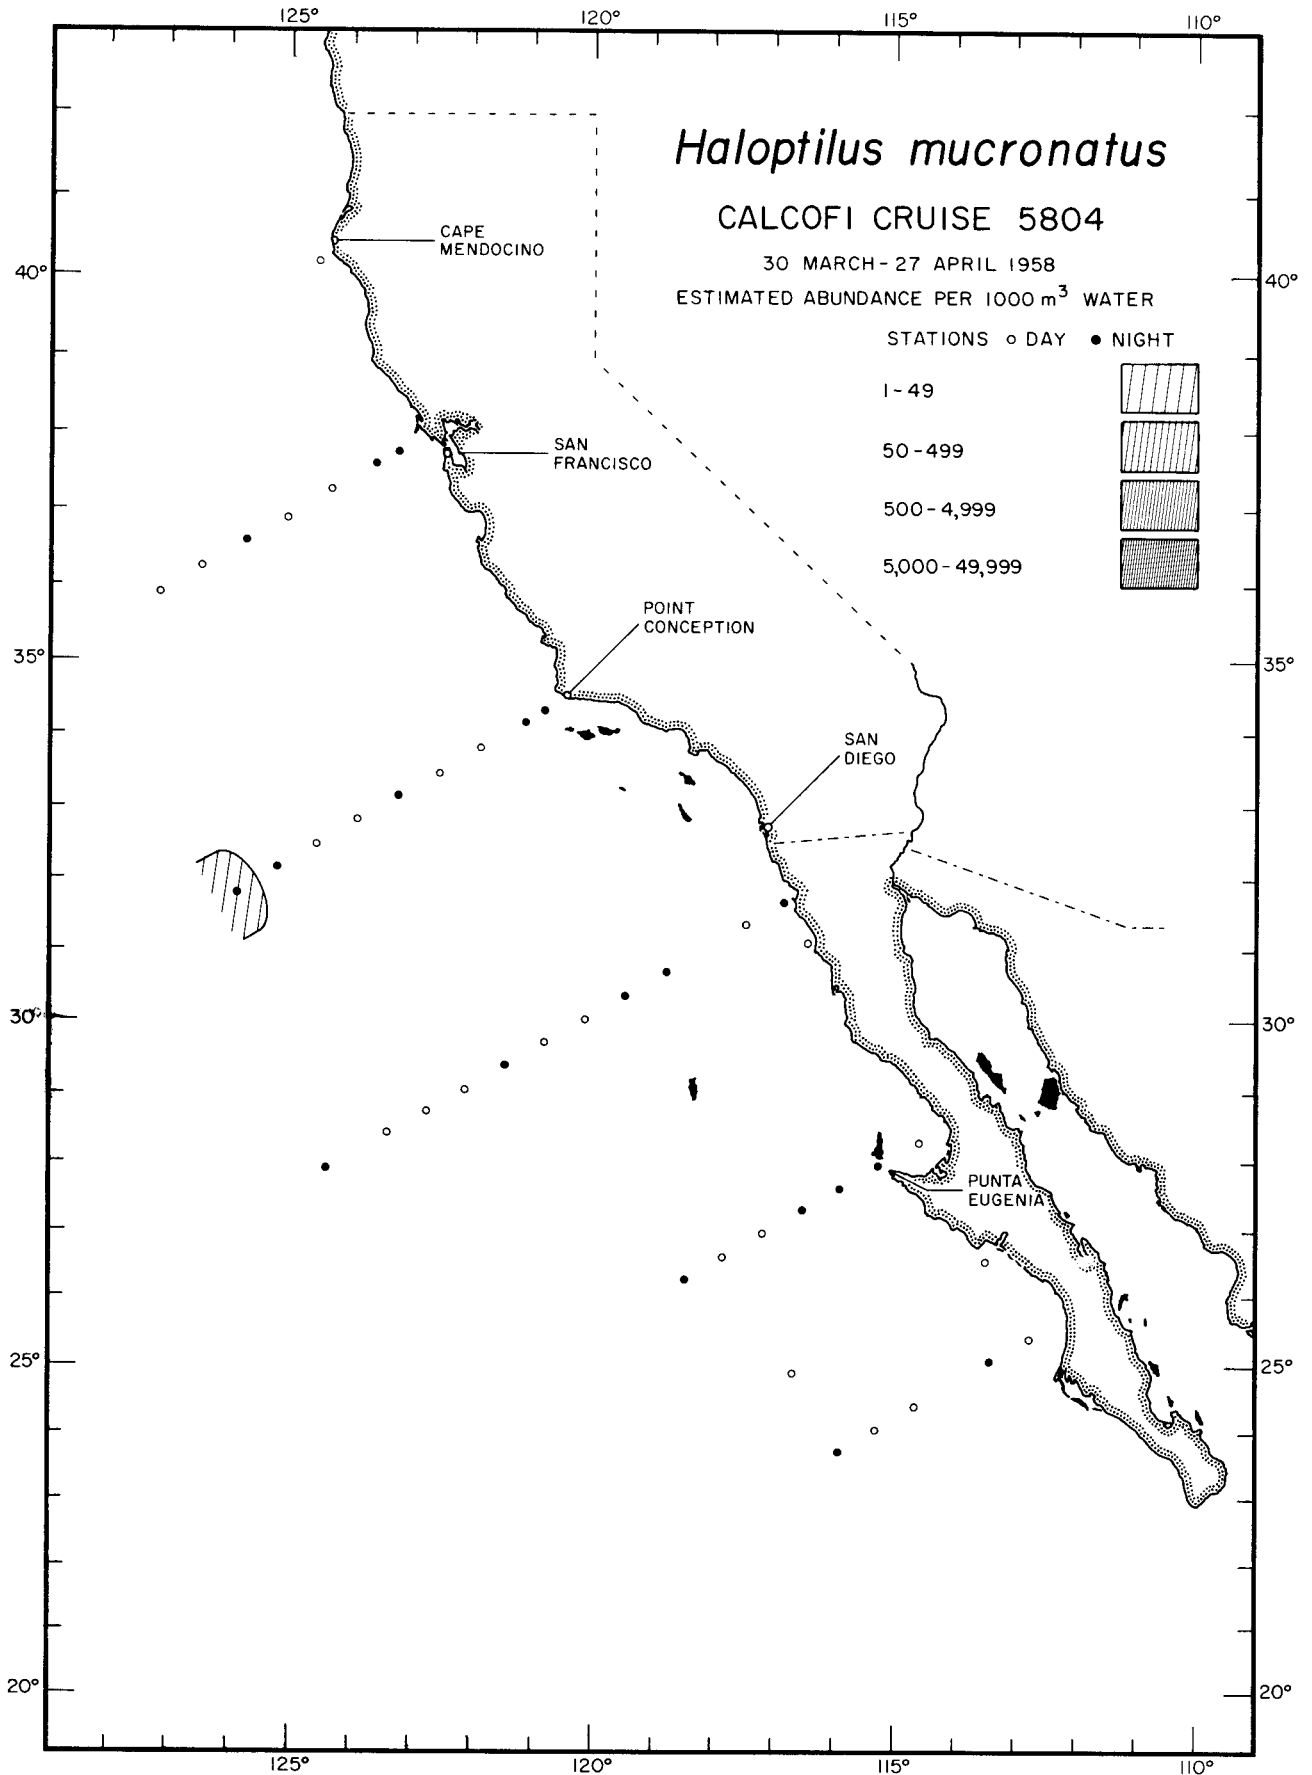 125° 120° 115° 110°
Haloptilus mucronatus
CALCOFI CRUISE 5804
30 MARCH-27 APRIL 1958
ESTIMATED ABUNDANCE PER 1000 m³ WATER
STATIONS ○ DAY ● NIGHT
1-49
50-499
500-4,999
5,000-49,999
CAPE
MENDOCINO
40° 40°
SAN
FRANCISCO
POINT
CONCEPTION
35° 35°
SAN
DIEGO
30° 30°
PUNTA
EUGENIA
25° 25°
20° 20°
125° 120° 115° 110°